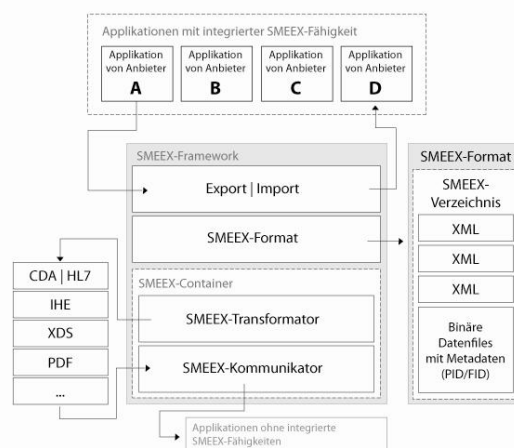 Applikationen mit integrierter SMEEX-Fähigkeit
Applikation
von Anbieter
A
Applikation
von Anbieter
B
Applikation
von Anbieter
C
Applikation
von Anbieter
D
SMEEX-Framework
Export | Import
SMEEX-Format
SMEEX-Container
SMEEX-Transformator
SMEEX-Kommunikator
CDA | HL7
IHE
XDS
PDF
...
SMEEX-Format
SMEEX-
Verzeichnis
XML
XML
XML
Binäre
Datenfiles
mit Metadaten
(PID/FID)
Applikationen ohne integrierte
SMEEX-Fähigkeiten